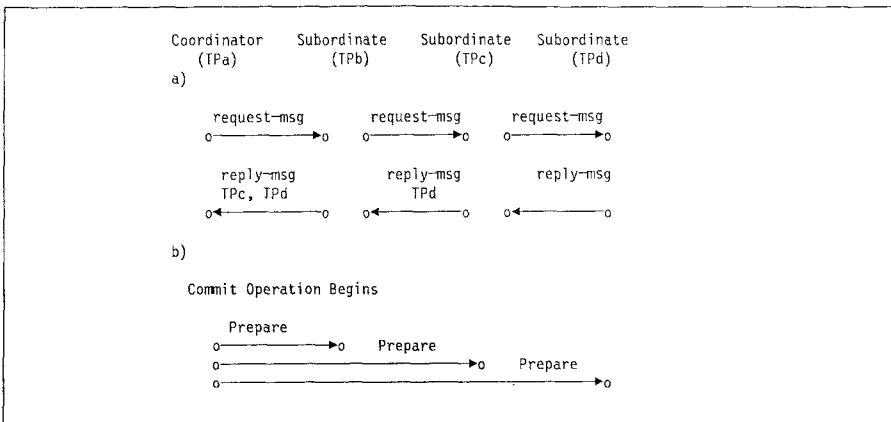 Coordinator Subordinate Subordinate Subordinate
(TPa) (TPb) (TPc) (TPd)
a)
request-msg request-msg request-msg
reply-msg reply-msg reply-msg
TPc, TPd TPd
b)
Commit Operation Begins
Prepare
Prepare
Prepare